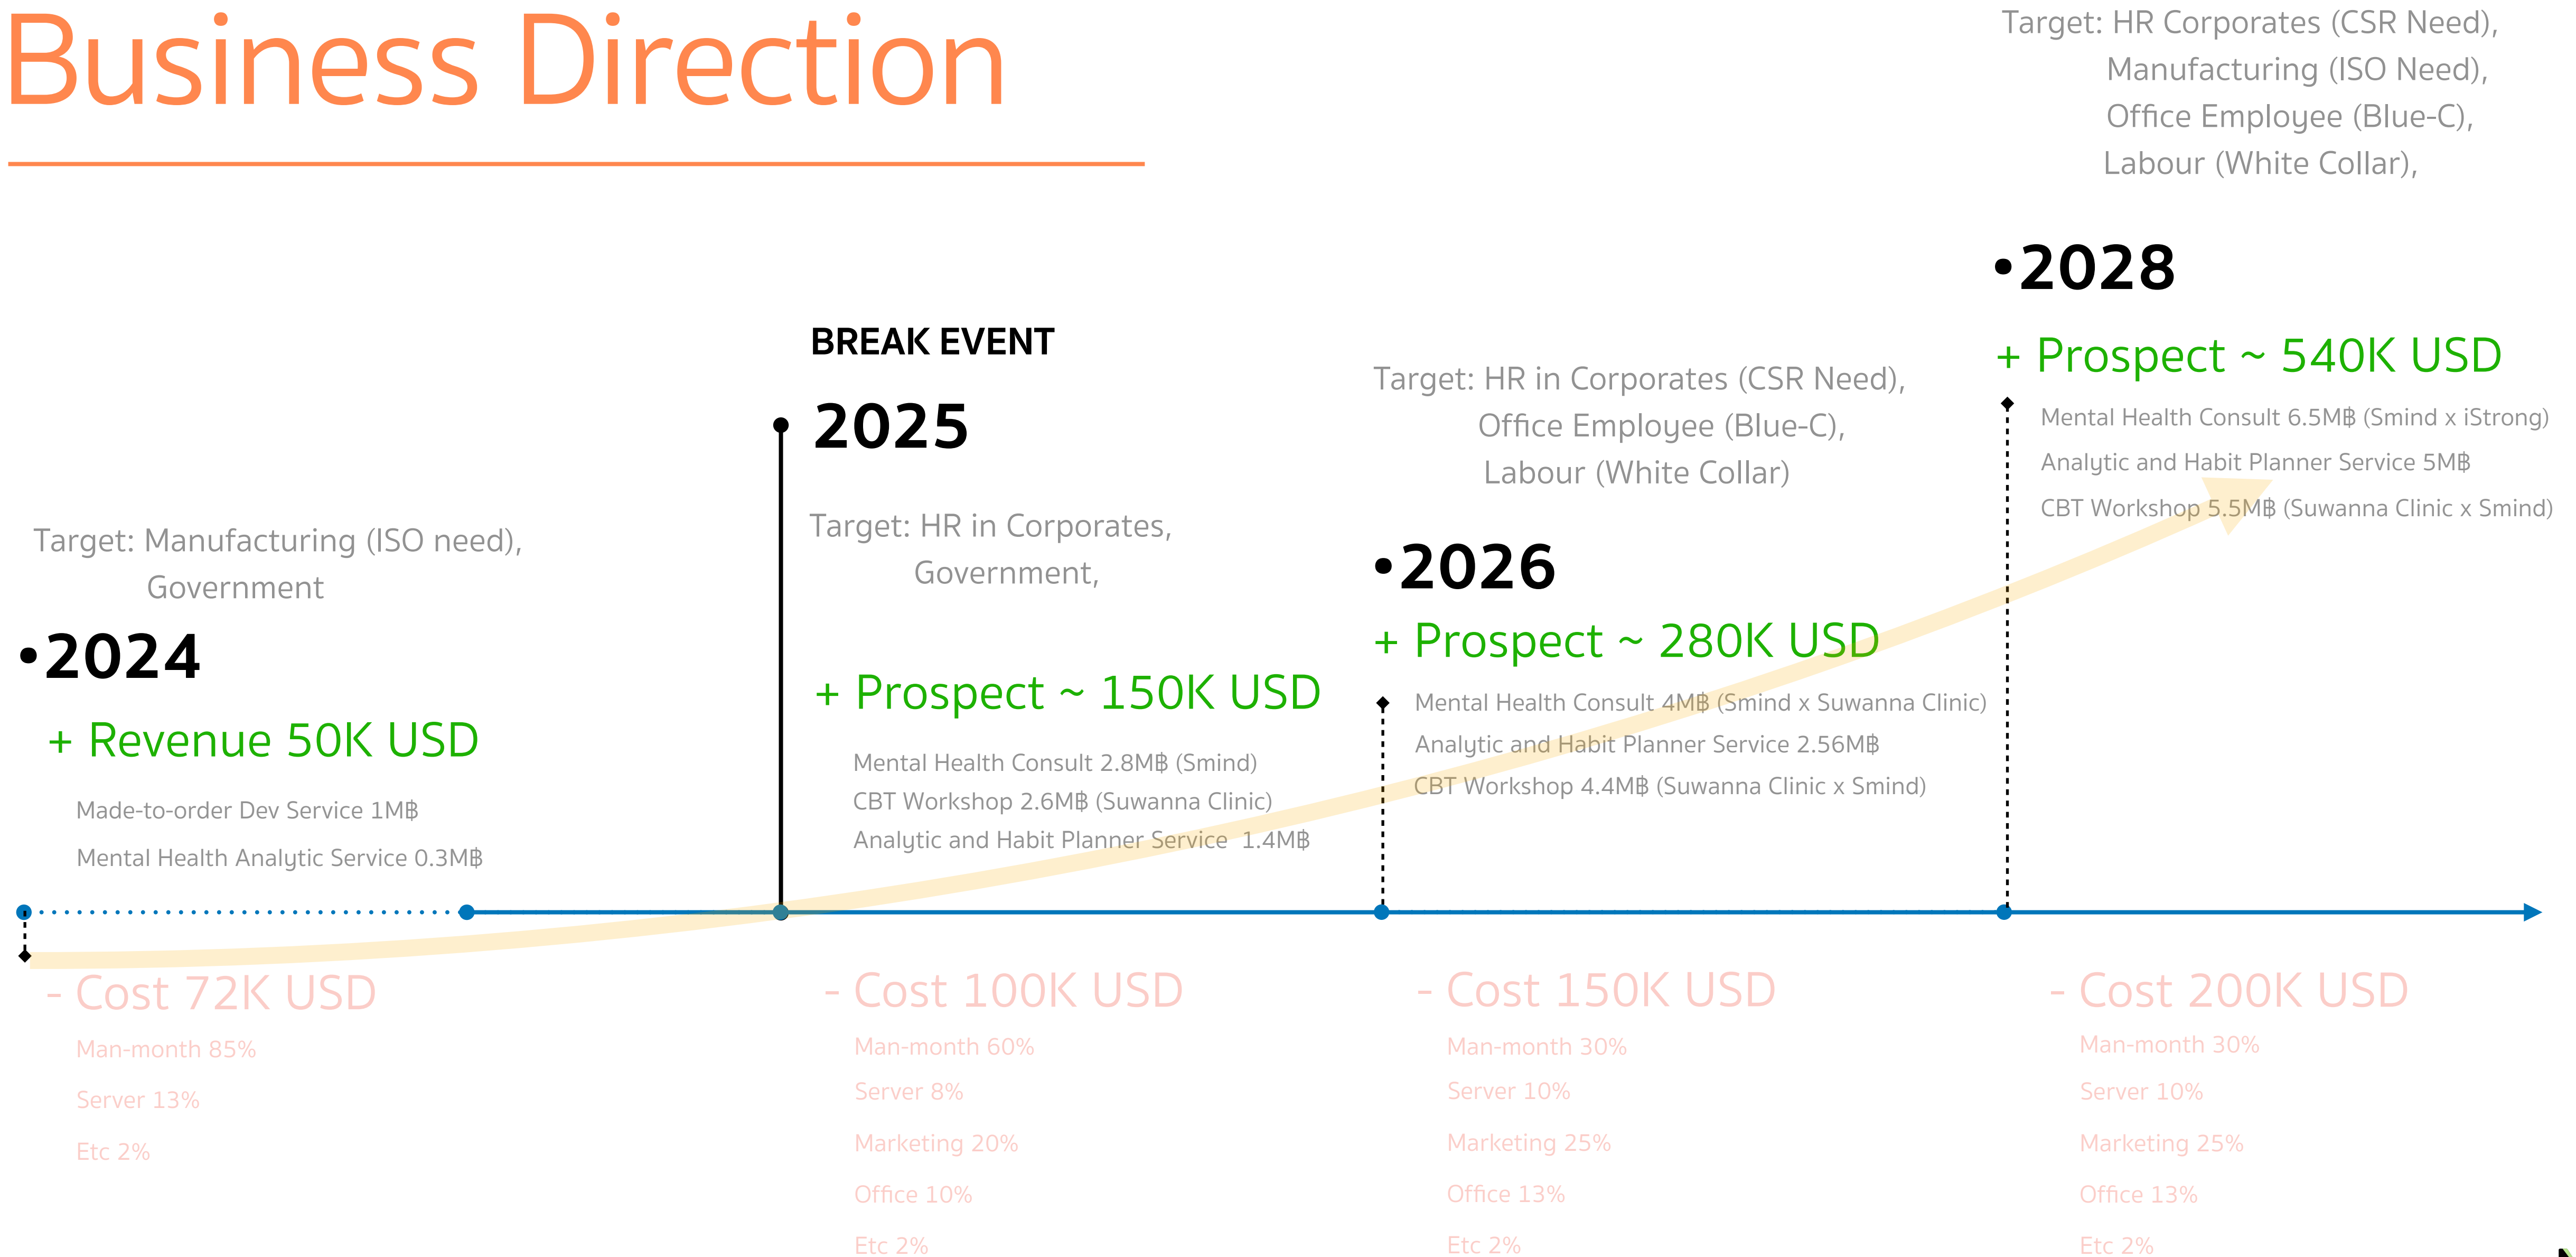 Business Direction
Target: Manufacturing (ISO need),
Government
•2024
+ Revenue 50K USD
Made-to-order Dev Service 1M฿
Mental Health Analytic Service 0.3M฿
- Cost 72K USD
Man-month 85%
Server 13%
Etc 2%
BREAK EVENT
2025
Target: HR in Corporates,
Government,
+ Prospect ~ 150K USD
Mental Health Consult 2.8M฿ (Smind)
CBT Workshop 2.6M฿ (Suwanna Clinic)
Analytic and Habit Planner Service 1.4M฿
- Cost 100K USD
Man-month 60%
Server 8%
Marketing 20%
Office 10%
Etc 2%
Target: HR in Corporates (CSR Need),
Office Employee (Blue-C),
Labour (White Collar)
•2026
+ Prospect ~ 280K USD
Mental Health Consult 4M฿ (Smind x Suwanna Clinic)
Analytic and Habit Planner Service 2.56M฿
CBT Workshop 4.4M฿ (Suwanna Clinic x Smind)
- Cost 150K USD
Man-month 30%
Server 10%
Marketing 25%
Office 13%
Etc 2%
Target: HR Corporates (CSR Need),
Manufacturing (ISO Need),
Office Employee (Blue-C),
Labour (White Collar),
•2028
+ Prospect ~ 540K USD
Mental Health Consult 6.5M฿ (Smind x iStrong)
Analytic and Habit Planner Service 5M฿
CBT Workshop 5.5M฿ (Suwanna Clinic x Smind)
- Cost 200K USD
Man-month 30%
Server 10%
Marketing 25%
Office 13%
Etc 2%